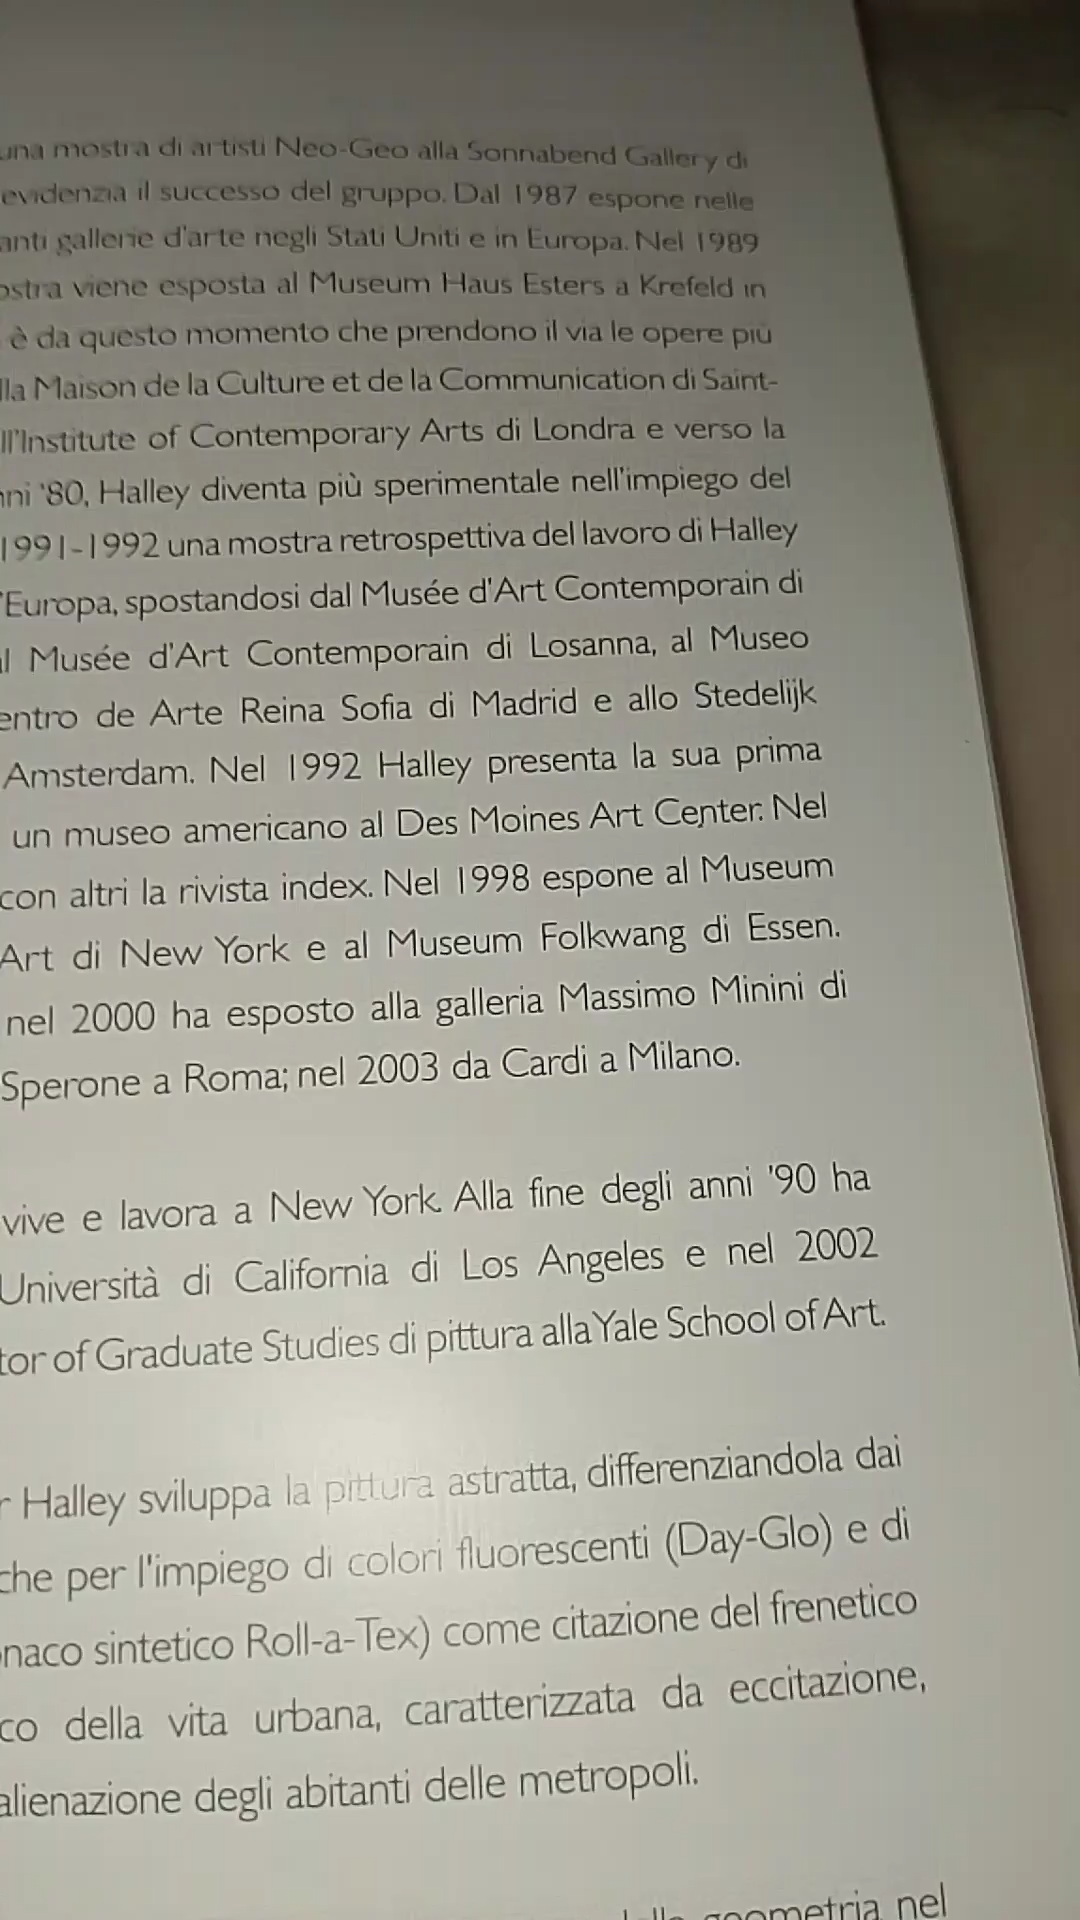 una mostra di artisti Neo-Geo alla Sonnabend Gallery di
evidenzia il successo del gruppo. Dal 1987 espone nelle
anti gallerie d'arte negli Stati Uniti e in Europa. Nel 1989
ostra viene esposta al Museum Haus Esters a Krefeld in
è da questo momento che prendono il via le opere più
lla Maison de la Culture et de la Communication di Saint-
ll'Institute of Contemporary Arts di Londra e verso la
nni '80, Halley diventa più sperimentale nell'impiego del
1991-1992 una mostra retrospettiva del lavoro di Halley
'Europa, spostandosi dal Musée d'Art Contemporain di
al Musée d'Art Contemporain di Losanna, al Museo
entro de Arte Reina Sofia di Madrid e allo Stedelijk
Amsterdam. Nel 1992 Halley presenta la sua prima
un museo americano al Des Moines Art Center. Nel
con altri la rivista index. Nel 1998 espone al Museum
Art di New York e al Museum Folkwang di Essen.
nel 2000 ha esposto alla galleria Massimo Minini di
Sperone a Roma; nel 2003 da Cardi a Milano.
vive e lavora a New York. Alla fine degli anni '90 ha
Università di California di Los Angeles e nel 2002
tor of Graduate Studies di pittura alla Yale School of Art.
r Halley sviluppa la pittura astratta, differenziandola dai
che per l'impiego di colori fluorescenti (Day-Glo) e di
onaco sintetico Roll-a-Tex) come citazione del frenetico
co della vita urbana, caratterizzata da eccitazione,
alienazione degli abitanti delle metropoli.
geometria nel